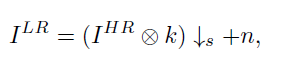 I^{LR} = (I^{HR} ⊗ k) ↓_s +n,